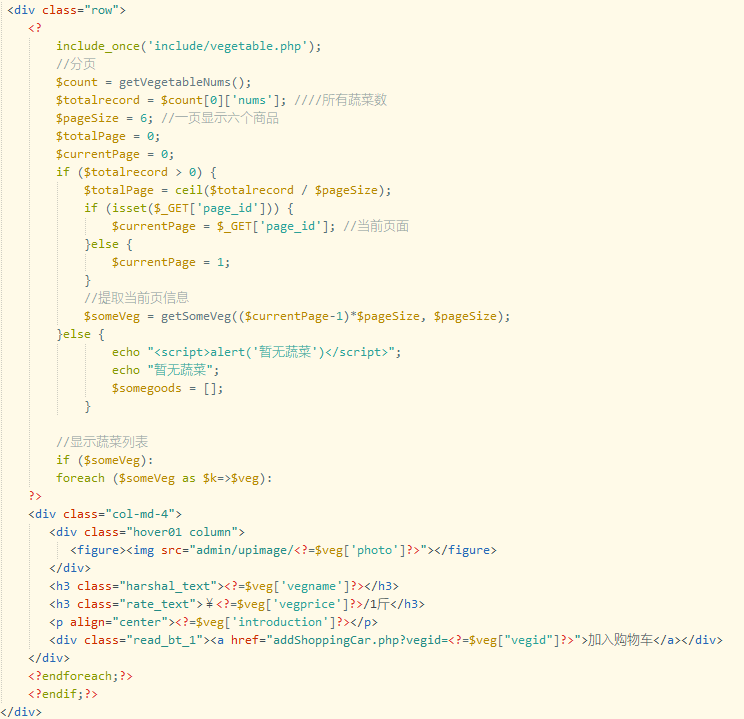 <div class="row">
<?
include_once('include/vegetable.php');
//分页
$count = getVegetableNums();
$totalrecord = $count[0]['nums']; ////所有蔬菜数
$pageSize = 6; //一页显示六个商品
$totalPage = 0;
$currentPage = 0;
if ($totalrecord > 0) {
$totalPage = ceil($totalrecord / $pageSize);
if (isset($_GET['page_id'])) {
$currentPage = $_GET['page_id']; //当前页面
}else {
$currentPage = 1;
}
//提取当前页信息
$someVeg = getSomeVeg(($currentPage-1)*$pageSize, $pageSize);
}else {
echo "<script>alert('暂无蔬菜')</script>";
echo "暂无蔬菜";
$somegoods = [];
}
//显示蔬菜列表
if ($someVeg):
foreach ($someVeg as $k=>$veg):
?>
<div class="col-md-4">
<div class="hover01 column">
<figure><img src="admin/upimage/<?=$veg['photo']?>"></figure>
</div>
<h3 class="harshal_text"><?=$veg['vegname']?></h3>
<h3 class="rate_text">￥<?=$veg['vegprice']?>/1斤</h3>
<p align="center"><?=$veg['introduction']?></p>
<div class="read_bt_1"><a href="addShoppingCar.php?vegid=<?=$veg["vegid"]?>">加入购物车</a></div>
</div>
<?endforeach;?>
<?endif;?>
</div>